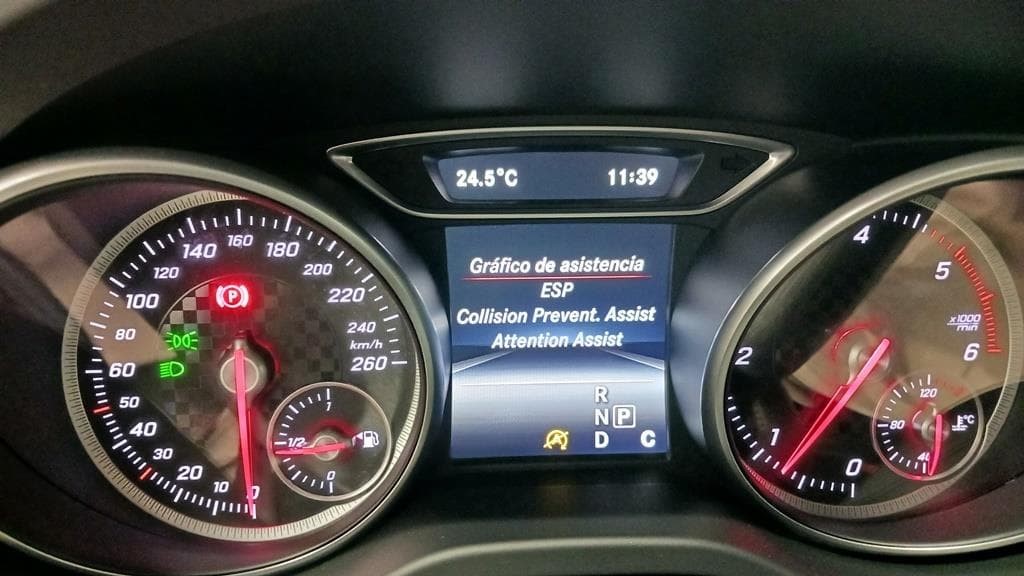 24.5°C 11:39
Gráfico de asistencia
ESP
Collision Prevent. Assist
Attention Assist
R
N P
D C
0
10
20
30
40
50
60
80
100
120
140
160
180
200
220
240
km/h
260
P
1
1/2
0
0
1
2
4
5
6
x1000
min
120
80
40
°C